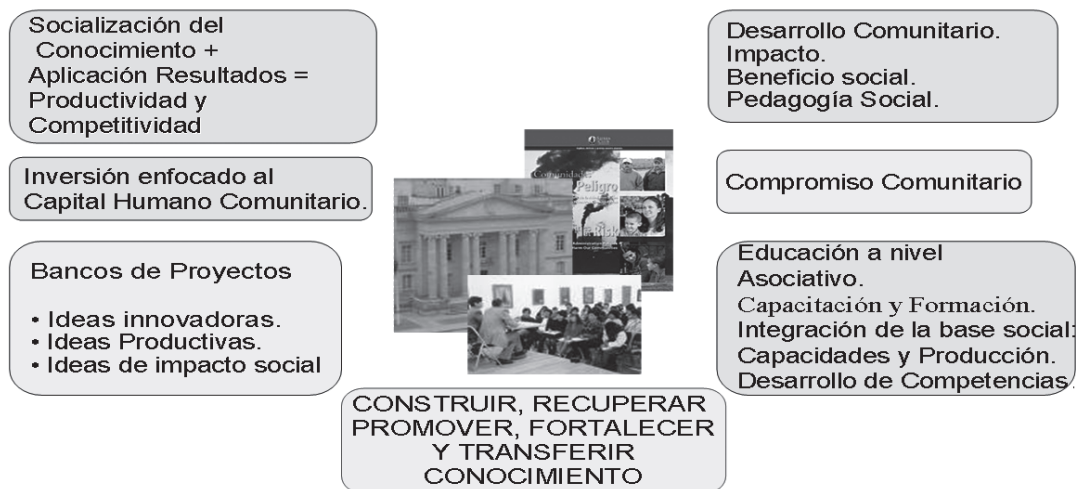 Socialización del
Conocimiento +
Aplicación Resultados =
Productividad y
Competitividad
Inversión enfocado al
Capital Humano Comunitario.
Bancos de Proyectos
• Ideas innovadoras.
• Ideas Productivas.
• Ideas de impacto social
Comunidades
Peligro
Risk
Desarrollo Comunitario.
Impacto.
Beneficio social.
Pedagogía Social.
Compromiso Comunitario
Educación a nivel
Asociativo.
Capacitación y Formación.
Integración de la base social:
Capacidades y Producción.
Desarrollo de Competencias.
CONSTRUIR, RECUPERAR
PROMOVER, FORTALECER
Y TRANSFERIR
CONOCIMIENTO